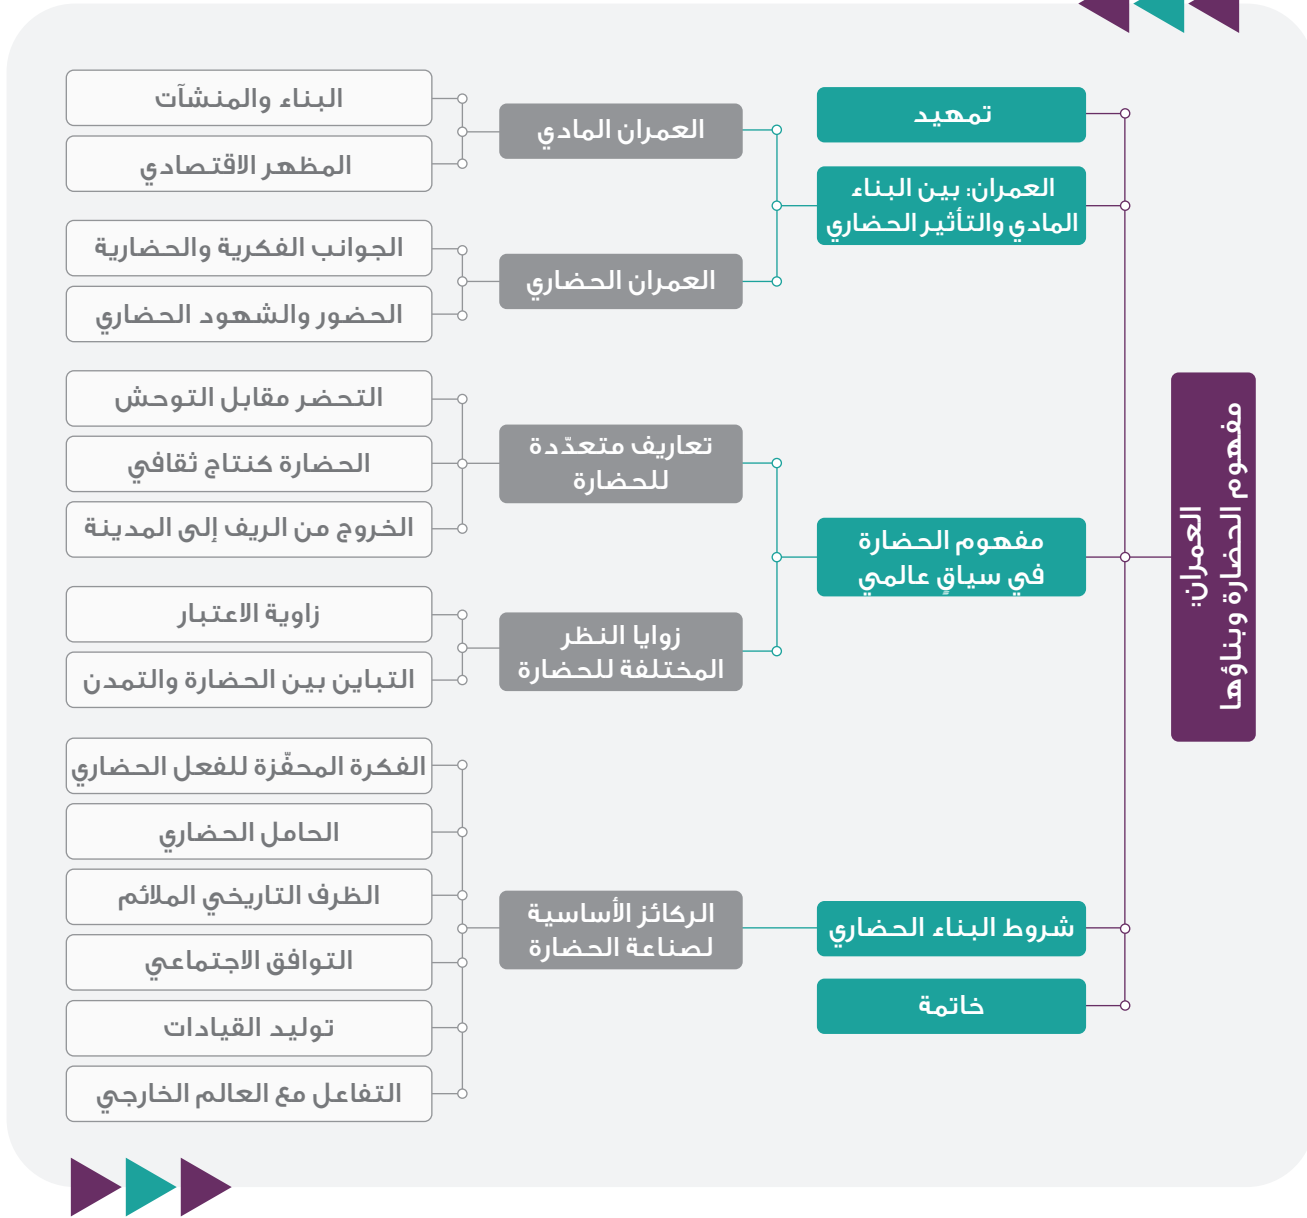 العمران:
مفهوم الحضارة وبناؤها
تمهيد
العمران: بين البناء
المادي والتأثير الحضاري
العمران المادي
البناء والمنشآت
المظهر الاقتصادي
العمران الحضاري
الجوانب الفكرية والحضارية
الحضور والشهود الحضاري
مفهوم الحضارة
في سياقٍ عالمي
تعاريف متعدّدة
للحضارة
التحضر مقابل التوحش
الحضارة كنتاج ثقافي
الخروج من الريف إلى المدينة
زوايا النظر
المختلفة للحضارة
زاوية الاعتبار
التباين بين الحضارة والتمدن
شروط البناء الحضاري
الركائز الأساسية
لصناعة الحضارة
الفكرة المحفّزة للفعل الحضاري
الحامل الحضاري
الظرف التاريخي الملائم
التوافق الاجتماعي
توليد القيادات
التفاعل مع العالم الخارجي
خاتمة